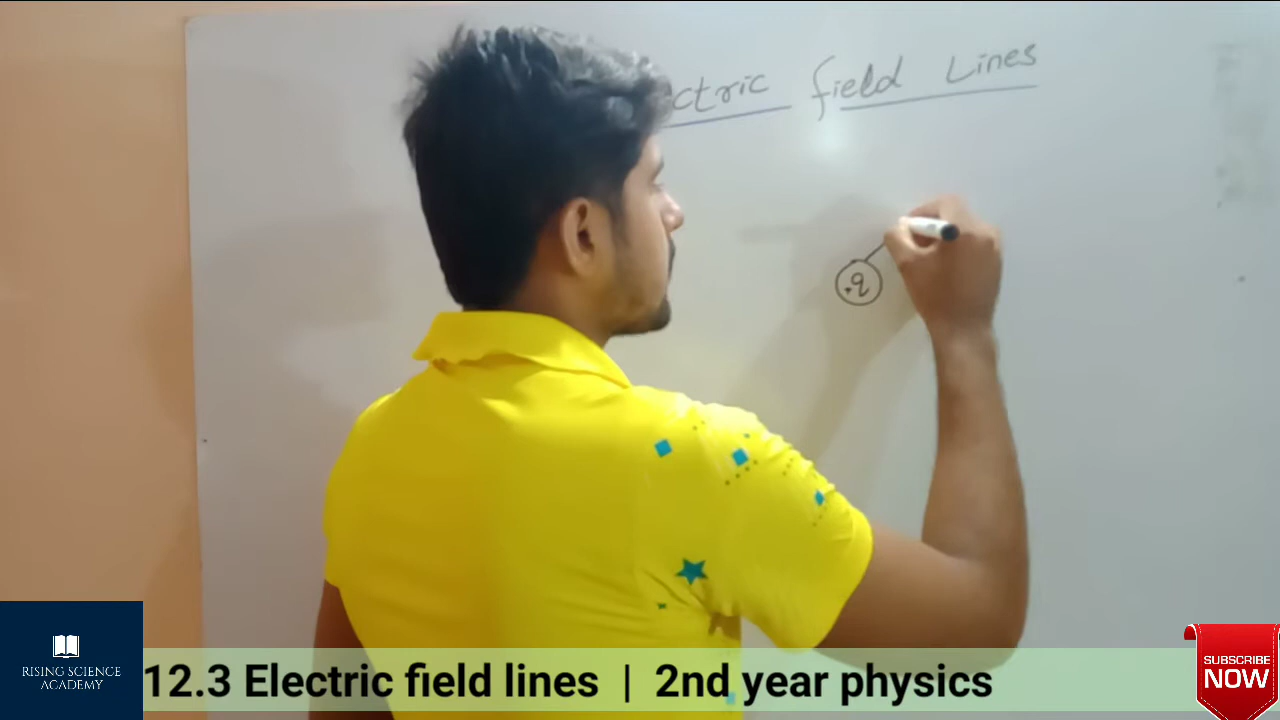 ctric field Lines
+q
RISING SCIENCE
ACADEMY
12.3 Electric field lines | 2nd year physics
SUBSCRIBE
NOW